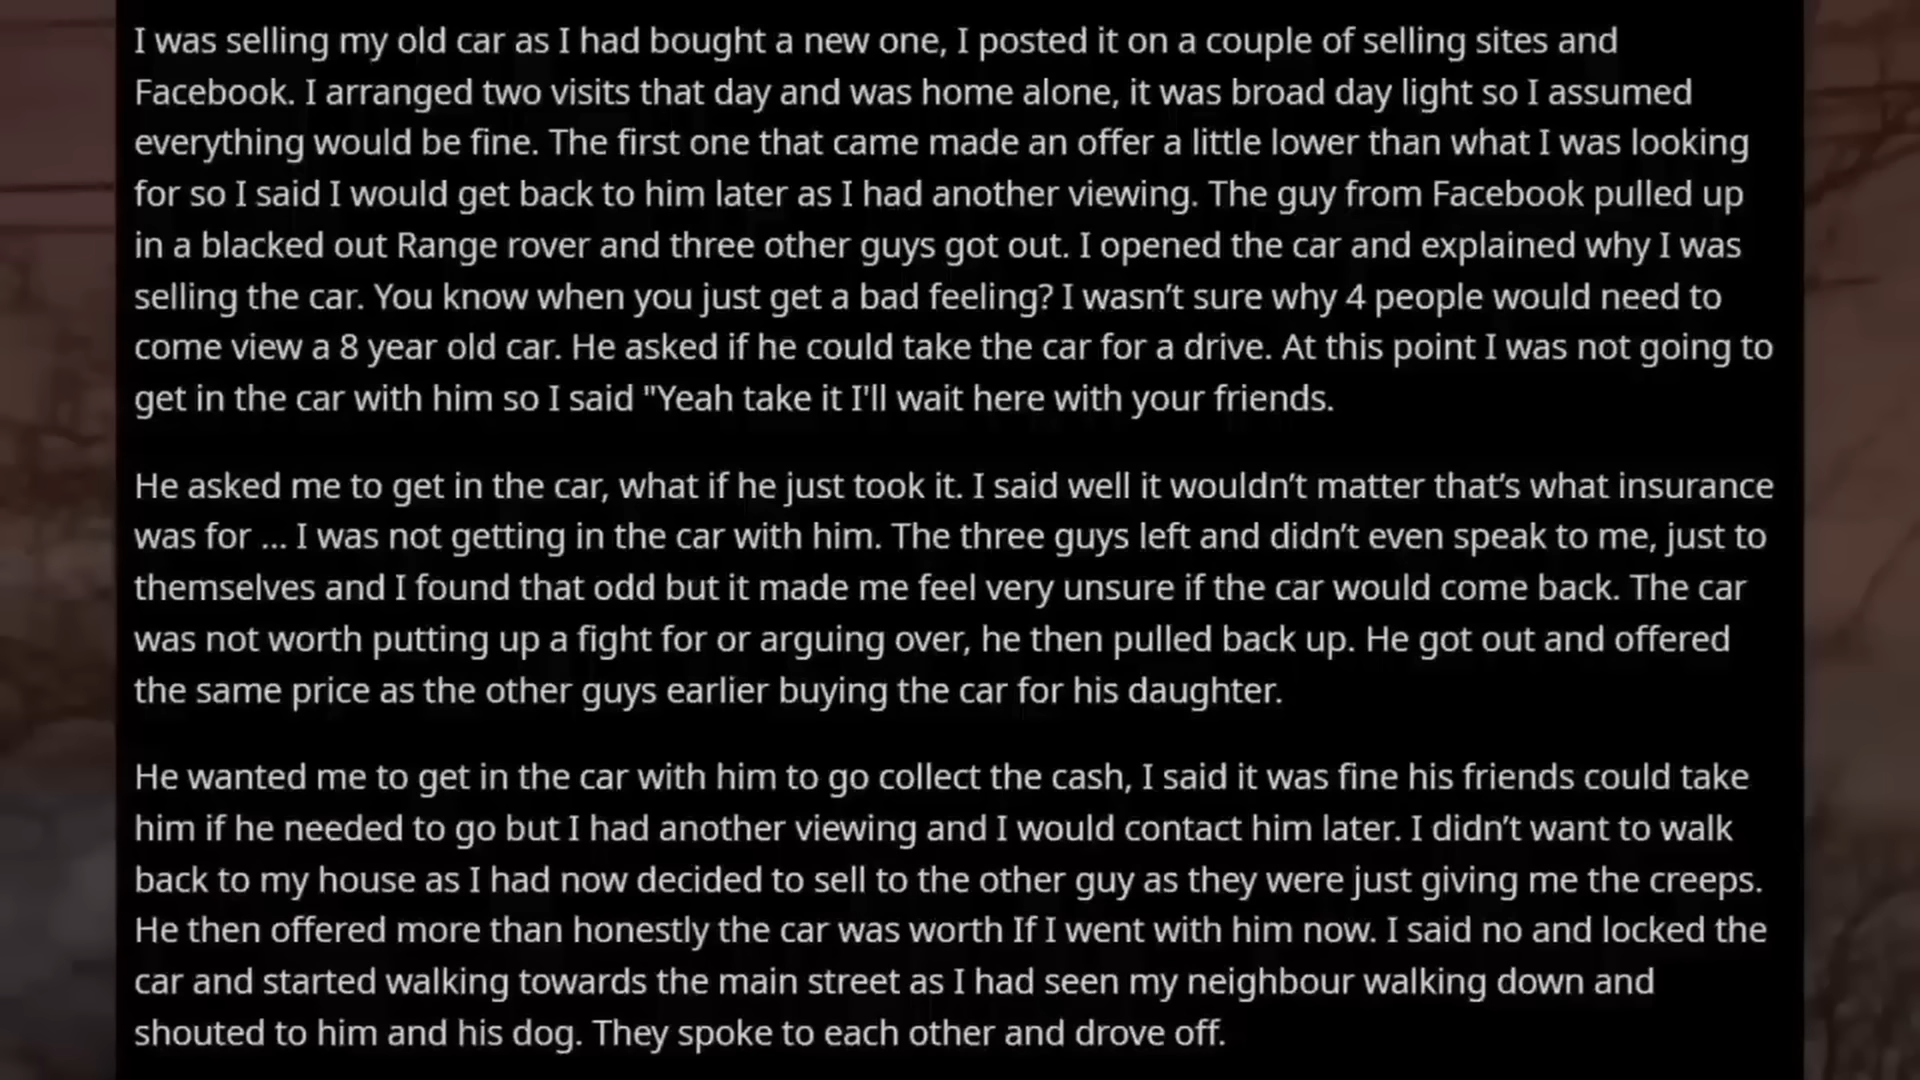 I was selling my old car as I had bought a new one, I posted it on a couple of selling sites and
Facebook. I arranged two visits that day and was home alone, it was broad day light so I assumed
everything would be fine. The first one that came made an offer a little lower than what I was looking
for so I said I would get back to him later as I had another viewing. The guy from Facebook pulled up
in a blacked out Range rover and three other guys got out. I opened the car and explained why I was
selling the car. You know when you just get a bad feeling? I wasn’t sure why 4 people would need to
come view a 8 year old car. He asked if he could take the car for a drive. At this point I was not going to
get in the car with him so I said "Yeah take it I'll wait here with your friends.
He asked me to get in the car, what if he just took it. I said well it wouldn’t matter that’s what insurance
was for ... I was not getting in the car with him. The three guys left and didn’t even speak to me, just to
themselves and I found that odd but it made me feel very unsure if the car would come back. The car
was not worth putting up a fight for or arguing over, he then pulled back up. He got out and offered
the same price as the other guys earlier buying the car for his daughter.
He wanted me to get in the car with him to go collect the cash, I said it was fine his friends could take
him if he needed to go but I had another viewing and I would contact him later. I didn’t want to walk
back to my house as I had now decided to sell to the other guy as they were just giving me the creeps.
He then offered more than honestly the car was worth If I went with him now. I said no and locked the
car and started walking towards the main street as I had seen my neighbour walking down and
shouted to him and his dog. They spoke to each other and drove off.